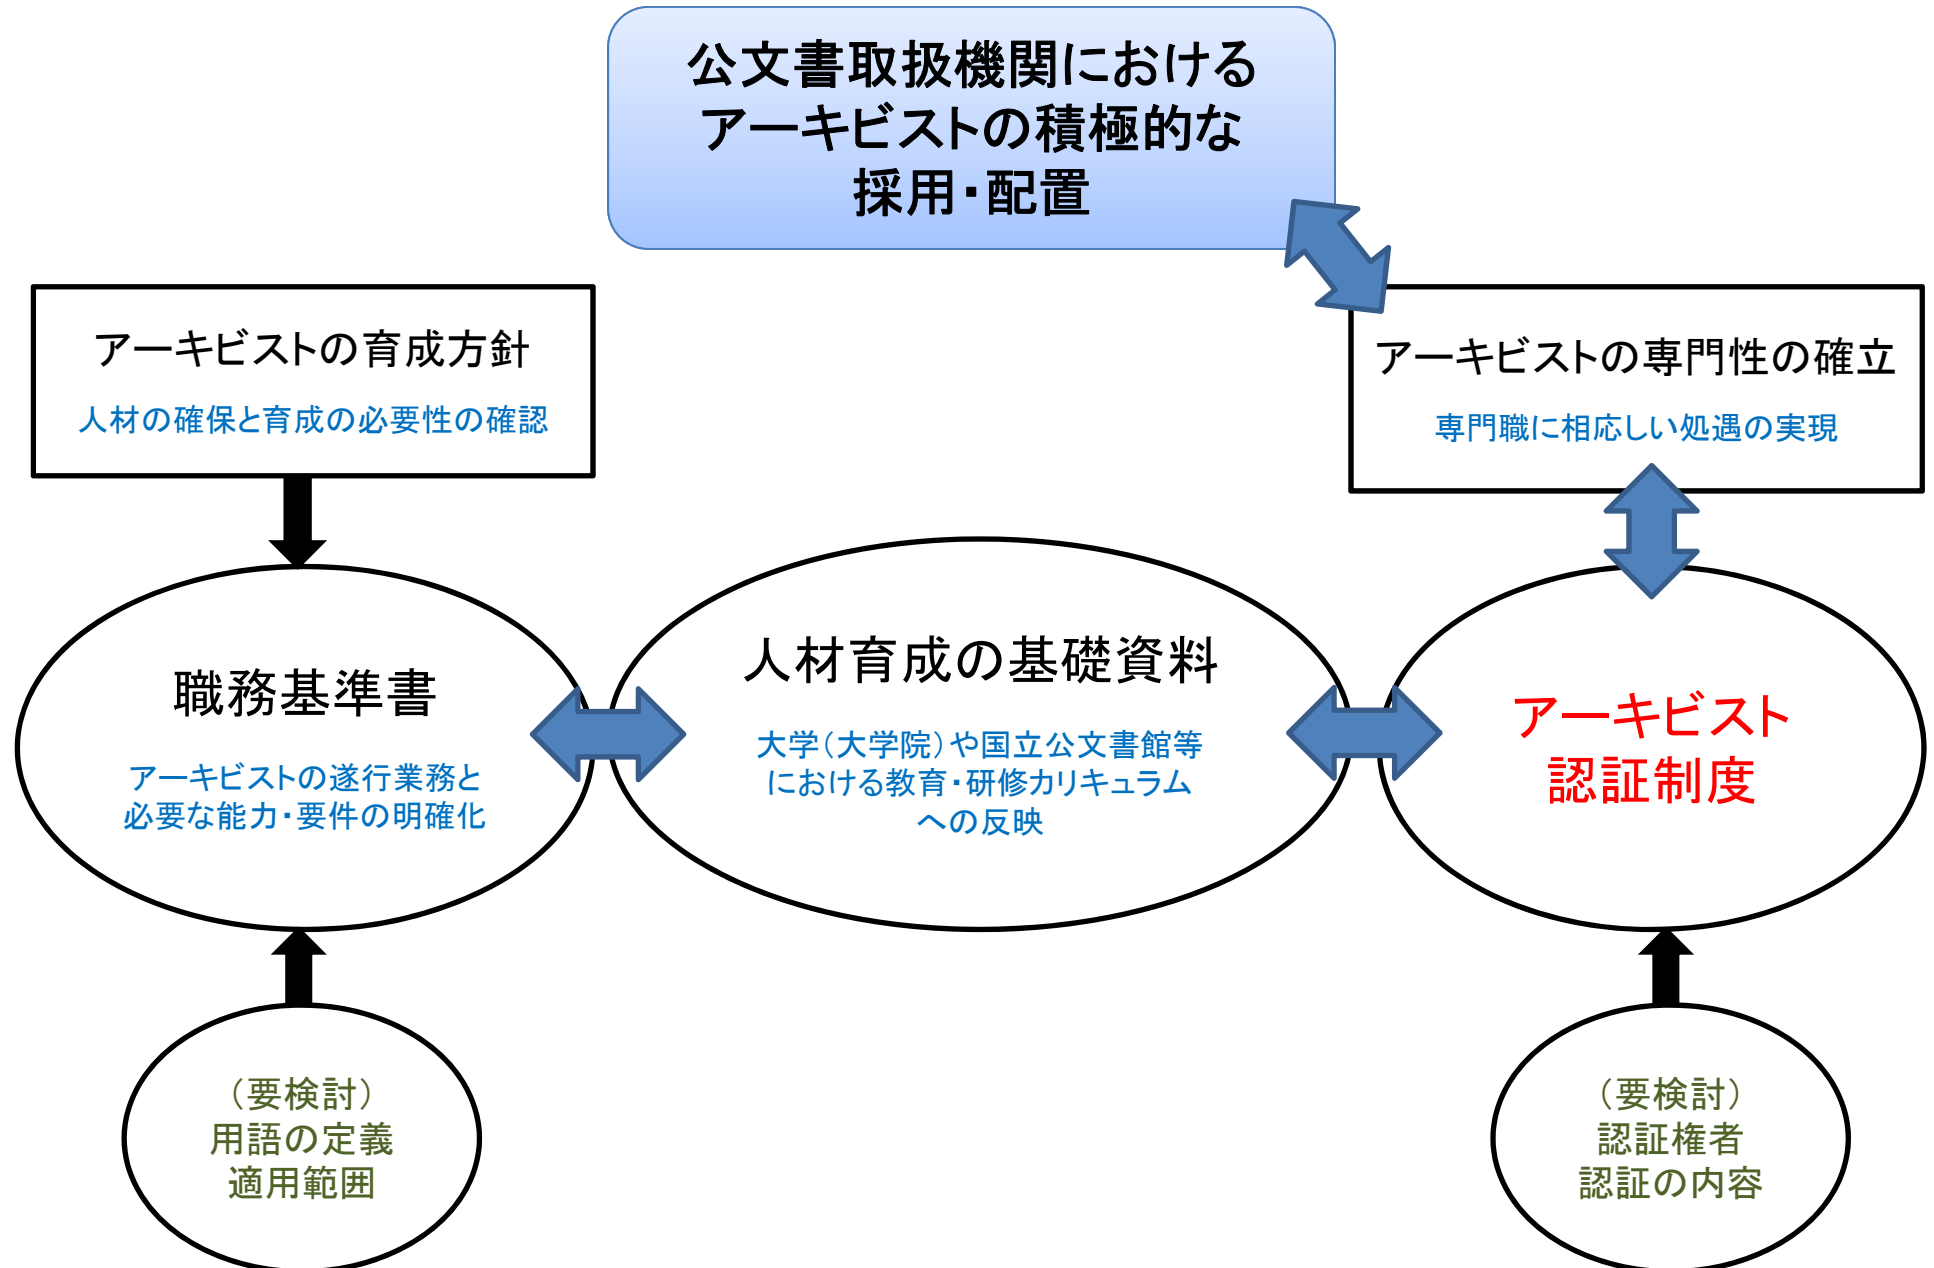 公文書取扱機関における
アーキビストの積極的な
採用・配置
アーキビストの育成方針
人材の確保と育成の必要性の確認
アーキビストの専門性の確立
専門職に相応しい処遇の実現
職務基準書
アーキビストの遂行業務と
必要な能力・要件の明確化
人材育成の基礎資料
大学(大学院)や国立公文書館等
における教育・研修カリキュラム
への反映
アーキビスト
認証制度
(要検討)
用語の定義
適用範囲
(要検討)
認証権者
認証の内容